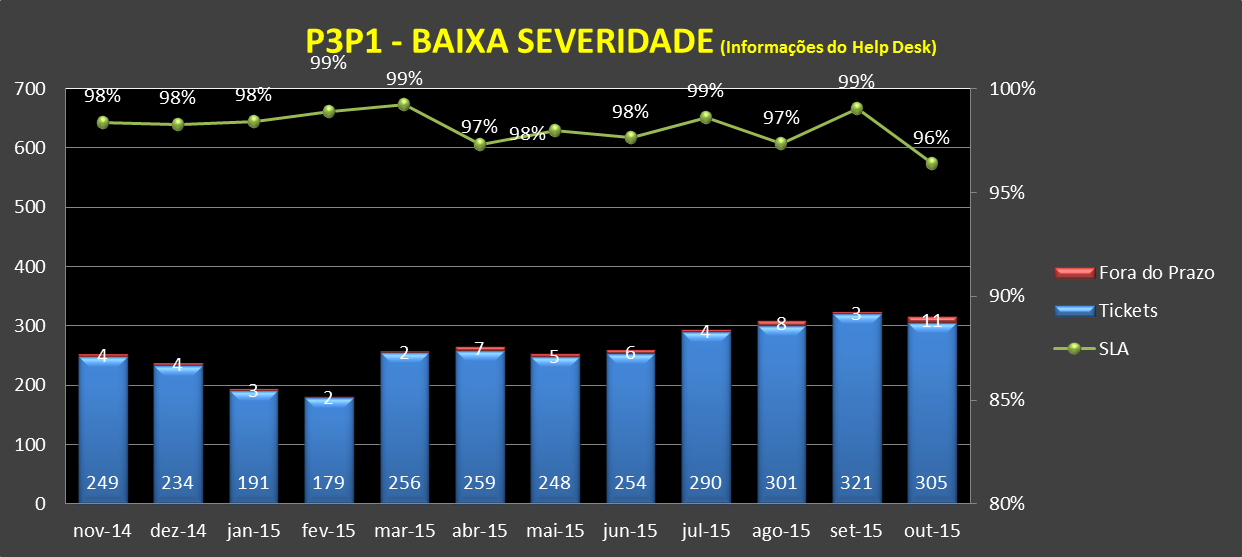 P3P1 - BAIXA SEVERIDADE (Informações do Help Desk)
700 600 500 400 300 200 100 0
98% 98% 98% 99% 99% 97% 98% 98% 99% 97% 99% 96%
100% 95% 90% 85% 80%
4 4 3 2 2 7 5 6 4 8 3 11
249 234 191 179 256 259 248 254 290 301 321 305
nov-14 dez-14 jan-15 fev-15 mar-15 abr-15 mai-15 jun-15 jul-15 ago-15 set-15 out-15
Fora do Prazo
Tickets
SLA